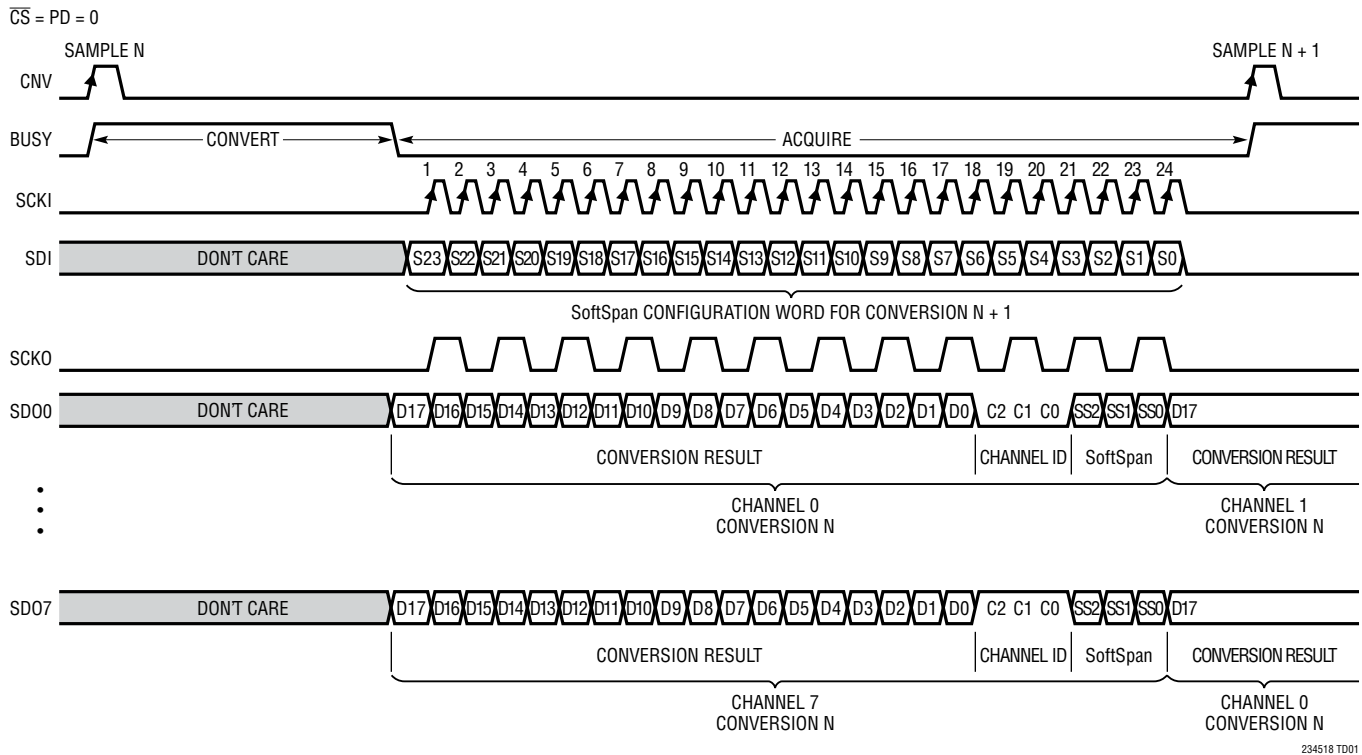 CS = PD = 0
SAMPLE N SAMPLE N + 1
CNV
BUSY CONVERT ACQUIRE
1 2 3 4 5 6 7 8 9 10 11 12 13 14 15 16 17 18 19 20 21 22 23 24
SCKI
SDI DON'T CARE S23 S22 S21 S20 S19 S18 S17 S16 S15 S14 S13 S12 S11 S10 S9 S8 S7 S6 S5 S4 S3 S2 S1 S0
SoftSpan CONFIGURATION WORD FOR CONVERSION N + 1
SCKO
SDO0 DON'T CARE D17 D16 D15 D14 D13 D12 D11 D10 D9 D8 D7 D6 D5 D4 D3 D2 D1 D0 C2 C1 C0 SS2 SS1 SS0 D17
CONVERSION RESULT CHANNEL ID SoftSpan CONVERSION RESULT
CHANNEL 0 CHANNEL 1
CONVERSION N CONVERSION N
SDO7 DON'T CARE D17 D16 D15 D14 D13 D12 D11 D10 D9 D8 D7 D6 D5 D4 D3 D2 D1 D0 C2 C1 C0 SS2 SS1 SS0 D17
CONVERSION RESULT CHANNEL ID SoftSpan CONVERSION RESULT
CHANNEL 7 CHANNEL 0
CONVERSION N CONVERSION N
234518 TD01